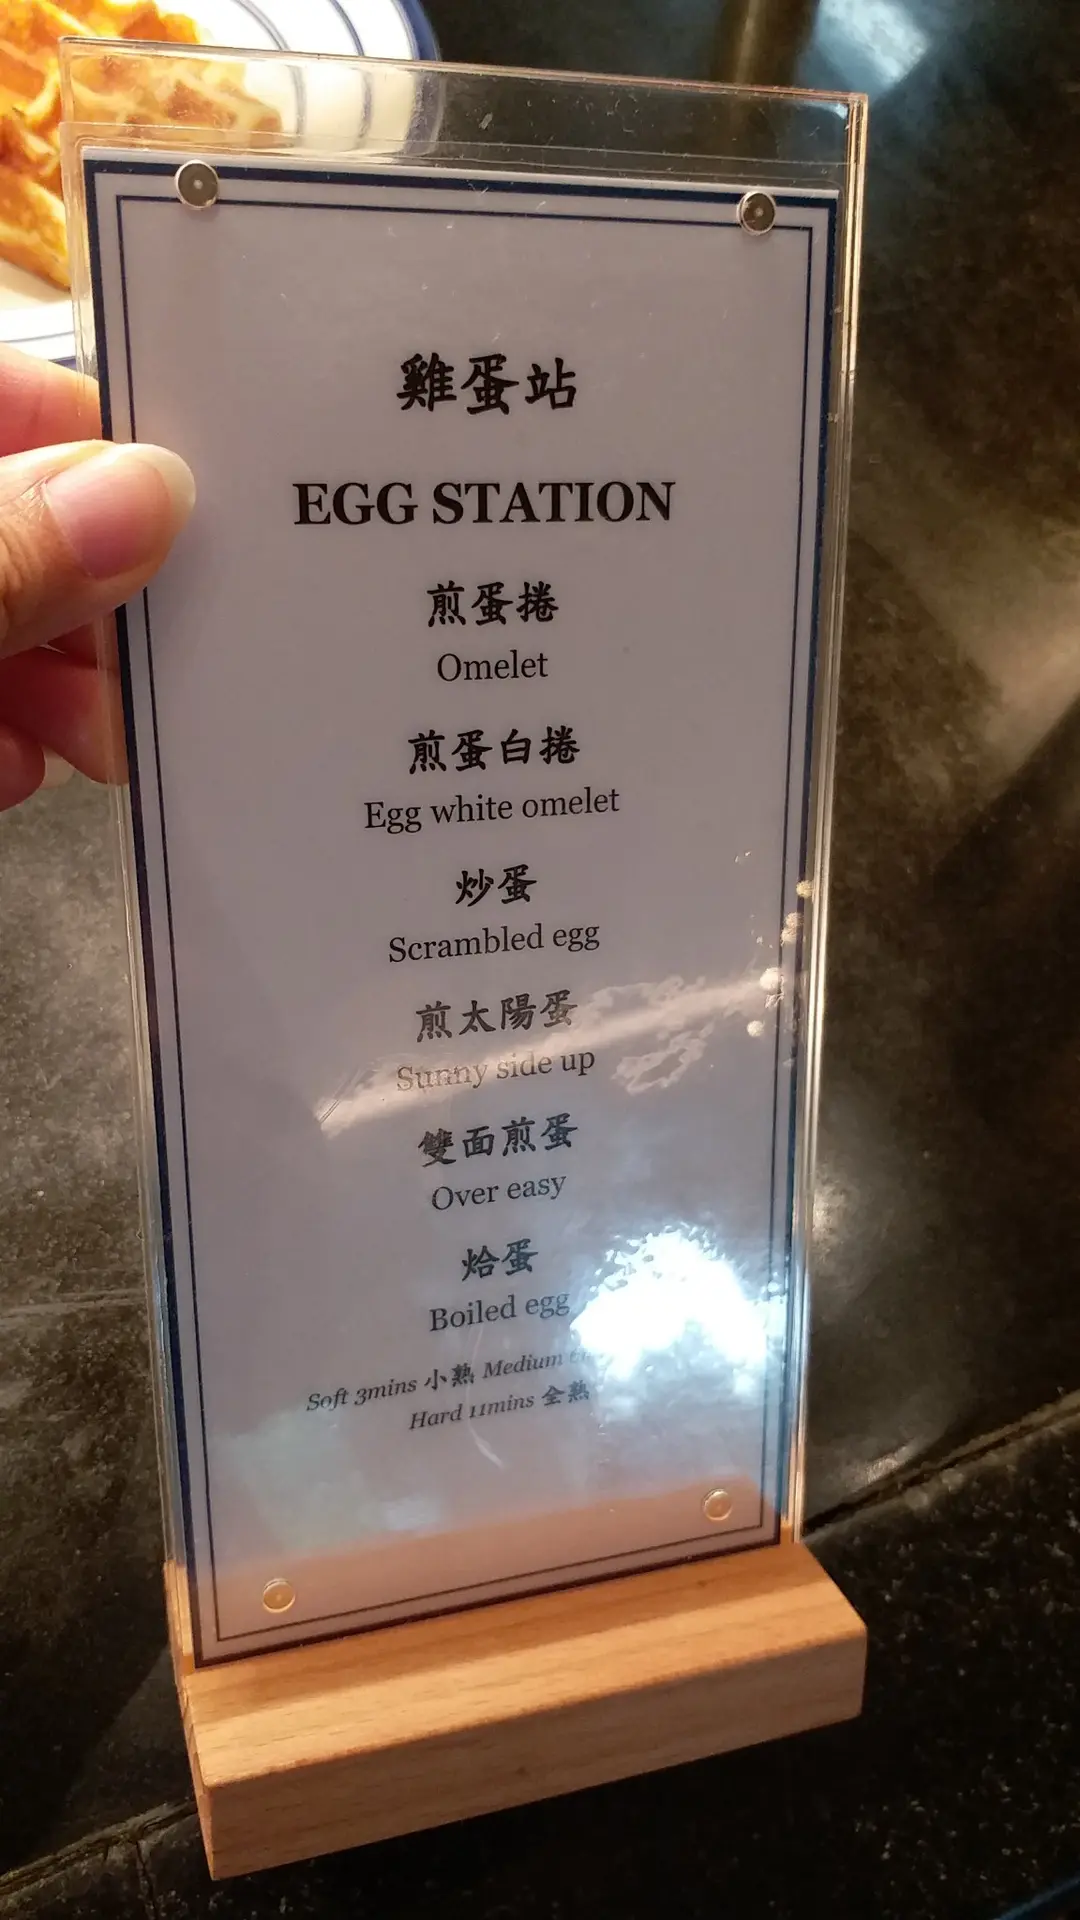 雞蛋站
EGG STATION
煎蛋捲
Omelet
煎蛋白捲
Egg white omelet
炒蛋
Scrambled egg
煎太陽蛋
Sunny side up
雙面煎蛋
Over easy
烚蛋
Boiled egg
Soft 3mins 小熟 Medium
Hard 11mins 全熟